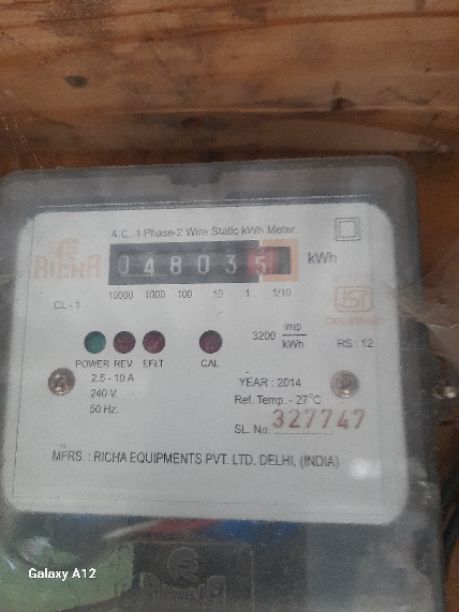 A.C. 1 Phase-2 Wire Static kWh Meter.
RICHA
048035
kWh
10000 1000 100 10 1 1/10
CL - 1
3200 imp/kWh
RS : 12
POWER REV EFLT CAL
2.5 - 10 A
240 V.
50 Hz.
YEAR : 2014
Ref. Temp. - 27°C
SL. No. 327747
MFRS. : RICHA EQUIPMENTS PVT. LTD. DELHI, (INDIA)
RICHA
Galaxy A12